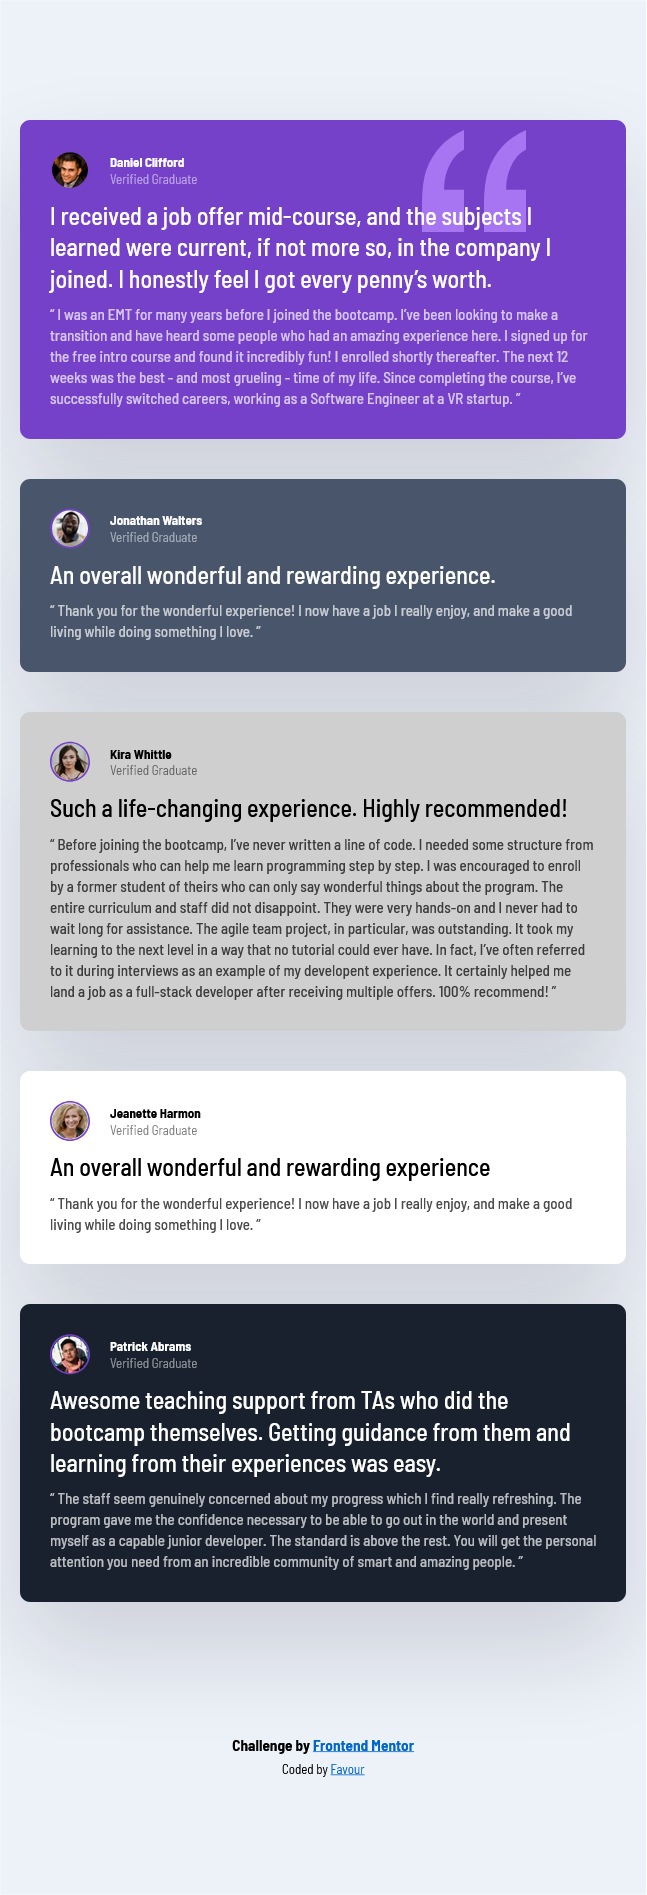 Daniel Clifford
Verified Graduate
I received a job offer mid-course, and the subjects I
learned were current, if not more so, in the company I
joined. I honestly feel I got every penny’s worth.
“ I was an EMT for many years before I joined the bootcamp. I’ve been looking to make a
transition and have heard some people who had an amazing experience here. I signed up for
the free intro course and found it incredibly fun! I enrolled shortly thereafter. The next 12
weeks was the best - and most grueling - time of my life. Since completing the course, I’ve
successfully switched careers, working as a Software Engineer at a VR startup. ”
Jonathan Walters
Verified Graduate
An overall wonderful and rewarding experience.
“ Thank you for the wonderful experience! I now have a job I really enjoy, and make a good
living while doing something I love. ”
Kira Whittle
Verified Graduate
Such a life-changing experience. Highly recommended!
“ Before joining the bootcamp, I’ve never written a line of code. I needed some structure from
professionals who can help me learn programming step by step. I was encouraged to enroll
by a former student of theirs who can only say wonderful things about the program. The
entire curriculum and staff did not disappoint. They were very hands-on and I never had to
wait long for assistance. The agile team project, in particular, was outstanding. It took my
learning to the next level in a way that no tutorial could ever have. In fact, I’ve often referred
to it during interviews as an example of my developent experience. It certainly helped me
land a job as a full-stack developer after receiving multiple offers. 100% recommend! ”
Jeanette Harmon
Verified Graduate
An overall wonderful and rewarding experience
“ Thank you for the wonderful experience! I now have a job I really enjoy, and make a good
living while doing something I love. ”
Patrick Abrams
Verified Graduate
Awesome teaching support from TAs who did the
bootcamp themselves. Getting guidance from them and
learning from their experiences was easy.
“ The staff seem genuinely concerned about my progress which I find really refreshing. The
program gave me the confidence necessary to be able to go out in the world and present
myself as a capable junior developer. The standard is above the rest. You will get the personal
attention you need from an incredible community of smart and amazing people. ”
Challenge by Frontend Mentor
Coded by Favour